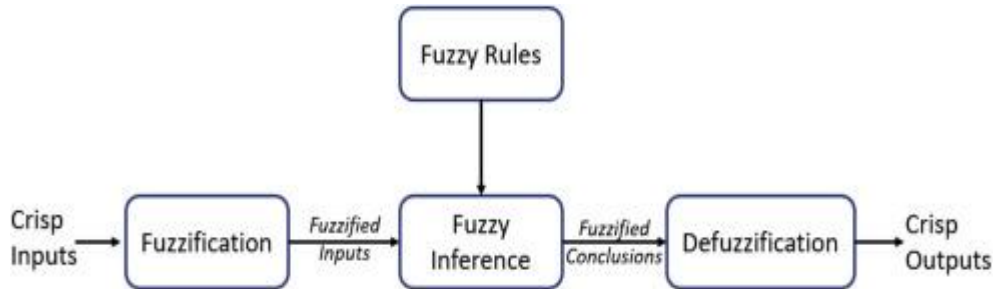 Fuzzy Rules
Crisp
Inputs
Fuzzification
Fuzzified
Inputs
Fuzzy
Inference
Fuzzified
Conclusions
Defuzzification
Crisp
Outputs